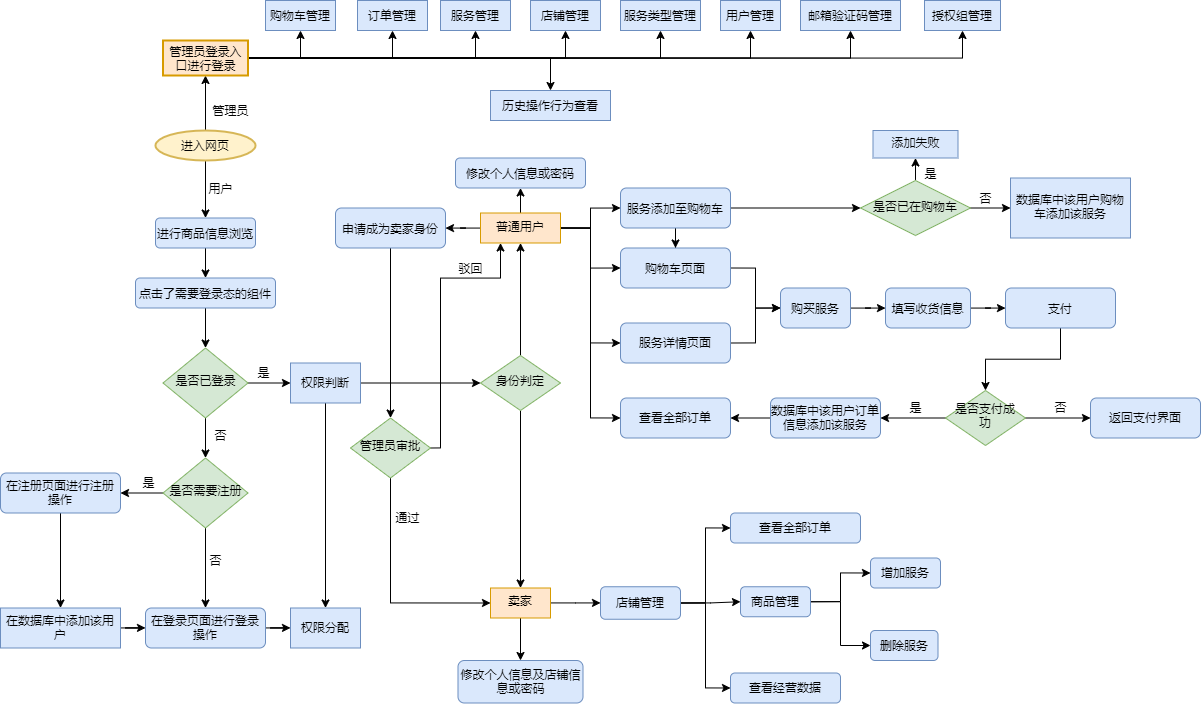 购物车管理
订单管理
服务管理
店铺管理
服务类型管理
用户管理
邮箱验证码管理
授权组管理
管理员登录入
口进行登录
历史操作行为查看
管理员
进入网页
用户
进行商品信息浏览
点击了需要登录态的组件
是否已登录
是
否
权限判断
是否需要注册
是
否
在注册页面进行注册
操作
在数据库中添加该用
户
在登录页面进行登录
操作
权限分配
修改个人信息或密码
申请成为卖家身份
普通用户
驳回
身份判定
管理员审批
通过
服务添加至购物车
购物车页面
服务详情页面
查看全部订单
添加失败
是
是否已在购物车
否
数据库中该用户购物
车添加该服务
购买服务
填写收货信息
支付
数据库中该用户订单
信息添加该服务
是
是否支付成
功
否
返回支付界面
卖家
修改个人信息及店铺信
息或密码
店铺管理
查看全部订单
商品管理
增加服务
删除服务
查看经营数据